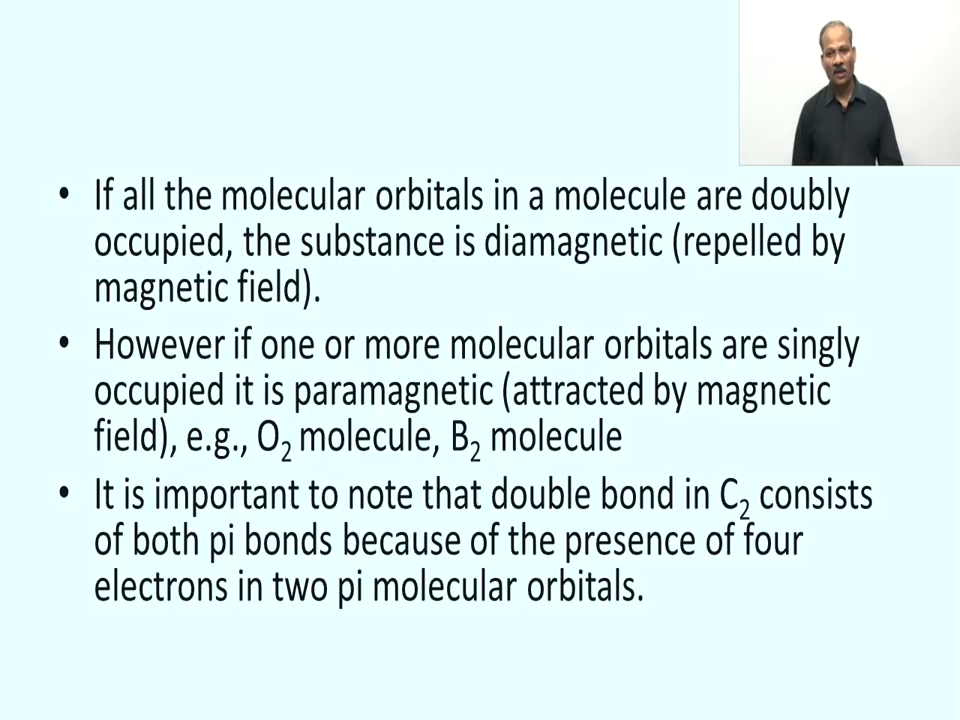 • If all the molecular orbitals in a molecule are doubly
occupied, the substance is diamagnetic (repelled by
magnetic field).
• However if one or more molecular orbitals are singly
occupied it is paramagnetic (attracted by magnetic
field), e.g., O₂ molecule, B₂ molecule
• It is important to note that double bond in C₂ consists
of both pi bonds because of the presence of four
electrons in two pi molecular orbitals.